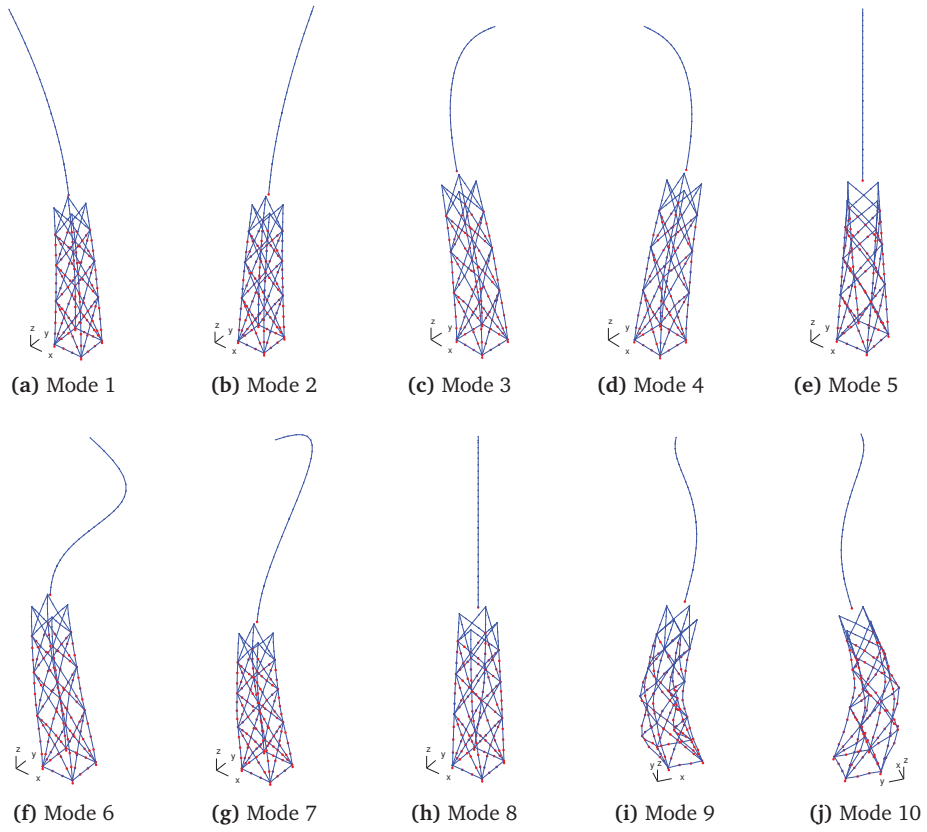 z y x
z y x
z y x
z y x
z y x
(a) Mode 1
(b) Mode 2
(c) Mode 3
(d) Mode 4
(e) Mode 5
z y x
z y x
z y x
y z x
x z y
(f) Mode 6
(g) Mode 7
(h) Mode 8
(i) Mode 9
(j) Mode 10